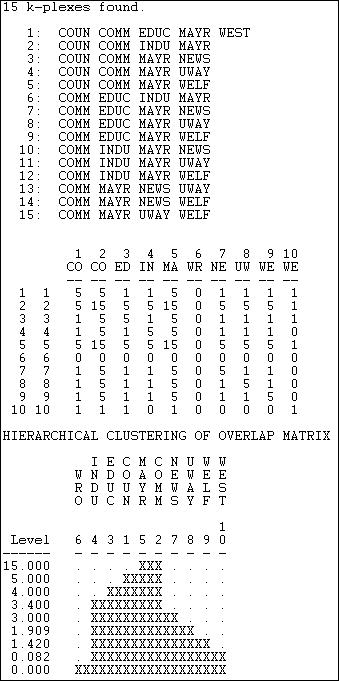 15 k-plexes found.
1: COUN COMM EDUC MAYR WEST
2: COUN COMM INDU MAYR
3: COUN COMM MAYR NEWS
4: COUN COMM MAYR UWAY
5: COUN COMM MAYR WELF
6: COMM EDUC INDU MAYR
7: COMM EDUC MAYR NEWS
8: COMM EDUC MAYR UWAY
9: COMM EDUC MAYR WELF
10: COMM INDU MAYR NEWS
11: COMM INDU MAYR UWAY
12: COMM INDU MAYR WELF
13: COMM MAYR NEWS UWAY
14: COMM MAYR NEWS WELF
15: COMM MAYR UWAY WELF
1 2 3 4 5 6 7 8 9 10
CO CO ED IN MA WR NE UW WE WE
-- -- -- -- -- -- -- -- -- --
1 1 5 5 1 1 5 0 1 1 1 1
2 2 5 15 5 5 15 0 5 5 5 1
3 3 1 5 5 1 5 0 1 1 1 1
4 4 1 5 1 5 5 0 1 1 1 0
5 5 5 15 5 5 15 0 5 5 5 1
6 6 0 0 0 0 0 0 0 0 0 0
7 7 1 5 1 1 5 0 5 1 1 0
8 8 1 5 1 1 5 0 1 5 1 0
9 9 1 5 1 1 5 0 1 1 5 0
10 10 1 1 1 0 1 0 0 0 0 1
HIERARCHICAL CLUSTERING OF OVERLAP MATRIX
I E C M C N U W W
W N D O A O E W E E
R D U U Y M W A L S
O U C N R M S Y F T
1
Level 6 4 3 1 5 2 7 8 9 0
------ - - - - - - - - - -
15.000 . . . . XXX . . . .
5.000 . . . XXXXX . . . .
4.000 . . XXXXXXX . . . .
3.400 . XXXXXXXXX . . . .
3.000 . XXXXXXXXXXX . . .
1.909 . XXXXXXXXXXXXX . .
1.420 . XXXXXXXXXXXXXXX .
0.082 . XXXXXXXXXXXXXXXXX
0.000 XXXXXXXXXXXXXXXXXXX